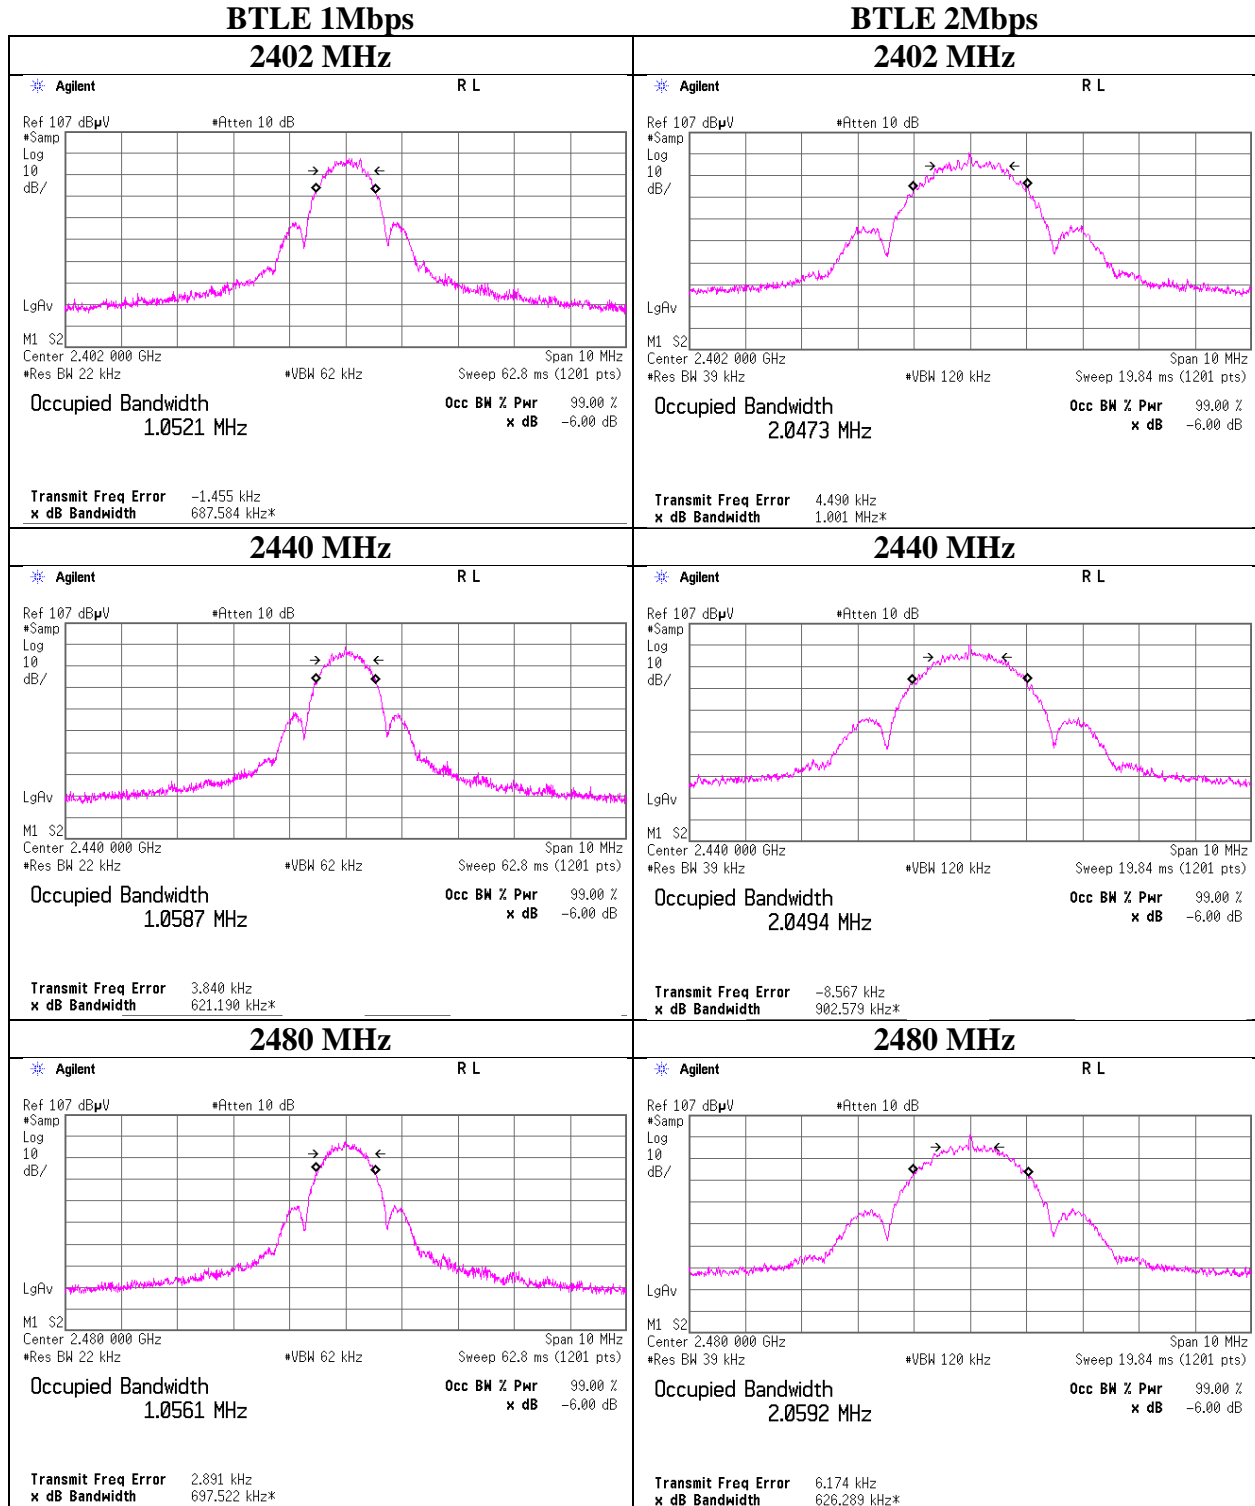 BTLE 1Mbps
BTLE 2Mbps
2402 MHz
2402 MHz
Agilent
R L
Ref 107 dBµV
#Atten 10 dB
#Samp
Log
10
dB/
LgAv
M1 S2
Center 2.402 000 GHz
Span 10 MHz
#Res BW 22 kHz
#VBW 62 kHz
Sweep 62.8 ms (1201 pts)
Occupied Bandwidth
1.0521 MHz
Occ BW % Pwr 99.00 %
x dB -6.00 dB
Transmit Freq Error -1.455 kHz
x dB Bandwidth 687.584 kHz*
Agilent
R L
Ref 107 dBµV
#Atten 10 dB
#Samp
Log
10
dB/
LgAv
M1 S2
Center 2.402 000 GHz
Span 10 MHz
#Res BW 39 kHz
#VBW 120 kHz
Sweep 19.84 ms (1201 pts)
Occupied Bandwidth
2.0473 MHz
Occ BW % Pwr 99.00 %
x dB -6.00 dB
Transmit Freq Error 4.490 kHz
x dB Bandwidth 1.001 MHz*
2440 MHz
2440 MHz
Agilent
R L
Ref 107 dBµV
#Atten 10 dB
#Samp
Log
10
dB/
LgAv
M1 S2
Center 2.440 000 GHz
Span 10 MHz
#Res BW 22 kHz
#VBW 62 kHz
Sweep 62.8 ms (1201 pts)
Occupied Bandwidth
1.0587 MHz
Occ BW % Pwr 99.00 %
x dB -6.00 dB
Transmit Freq Error 3.840 kHz
x dB Bandwidth 621.190 kHz*
Agilent
R L
Ref 107 dBµV
#Atten 10 dB
#Samp
Log
10
dB/
LgAv
M1 S2
Center 2.440 000 GHz
Span 10 MHz
#Res BW 39 kHz
#VBW 120 kHz
Sweep 19.84 ms (1201 pts)
Occupied Bandwidth
2.0494 MHz
Occ BW % Pwr 99.00 %
x dB -6.00 dB
Transmit Freq Error -8.567 kHz
x dB Bandwidth 902.579 kHz*
2480 MHz
2480 MHz
Agilent
R L
Ref 107 dBµV
#Atten 10 dB
#Samp
Log
10
dB/
LgAv
M1 S2
Center 2.480 000 GHz
Span 10 MHz
#Res BW 22 kHz
#VBW 62 kHz
Sweep 62.8 ms (1201 pts)
Occupied Bandwidth
1.0561 MHz
Occ BW % Pwr 99.00 %
x dB -6.00 dB
Transmit Freq Error 2.891 kHz
x dB Bandwidth 697.522 kHz*
Agilent
R L
Ref 107 dBµV
#Atten 10 dB
#Samp
Log
10
dB/
LgAv
M1 S2
Center 2.480 000 GHz
Span 10 MHz
#Res BW 39 kHz
#VBW 120 kHz
Sweep 19.84 ms (1201 pts)
Occupied Bandwidth
2.0592 MHz
Occ BW % Pwr 99.00 %
x dB -6.00 dB
Transmit Freq Error 6.174 kHz
x dB Bandwidth 626.289 kHz*